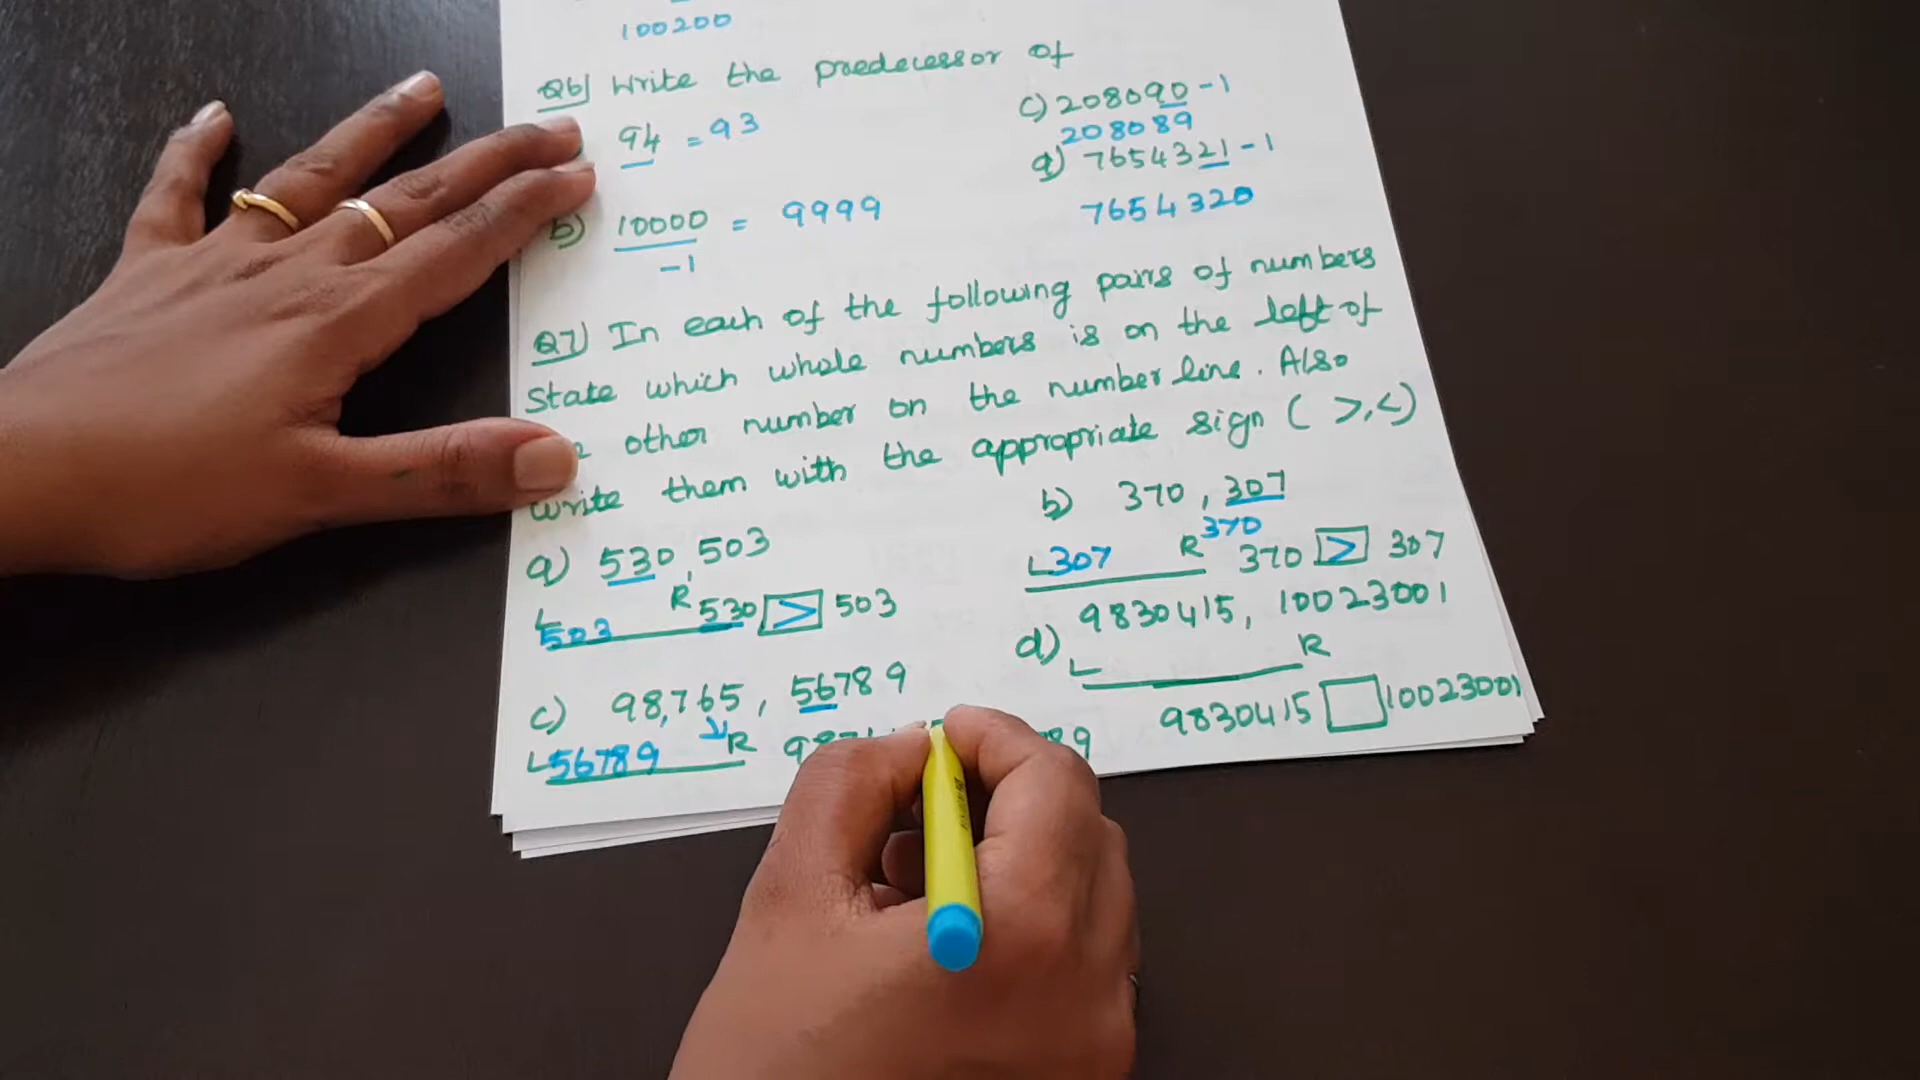 100200
Q6) Write the predecessor of
94 = 93
b) 10000 = 9999
-1
c) 208090 -1
208089
d) 7654321 -1
7654320
Q7) In each of the following pairs of numbers
State which whole numbers is on the left of
other number on the number line. Also
write them with the appropriate sign ( >,<)
a) 530, 503
L R 530 > 503
503
b) 370 , 307
370
L307 R 370 > 307
c) 98,765 , 56789
L56789 R
d) 9830415, 10023001
L R
9830415 10023001